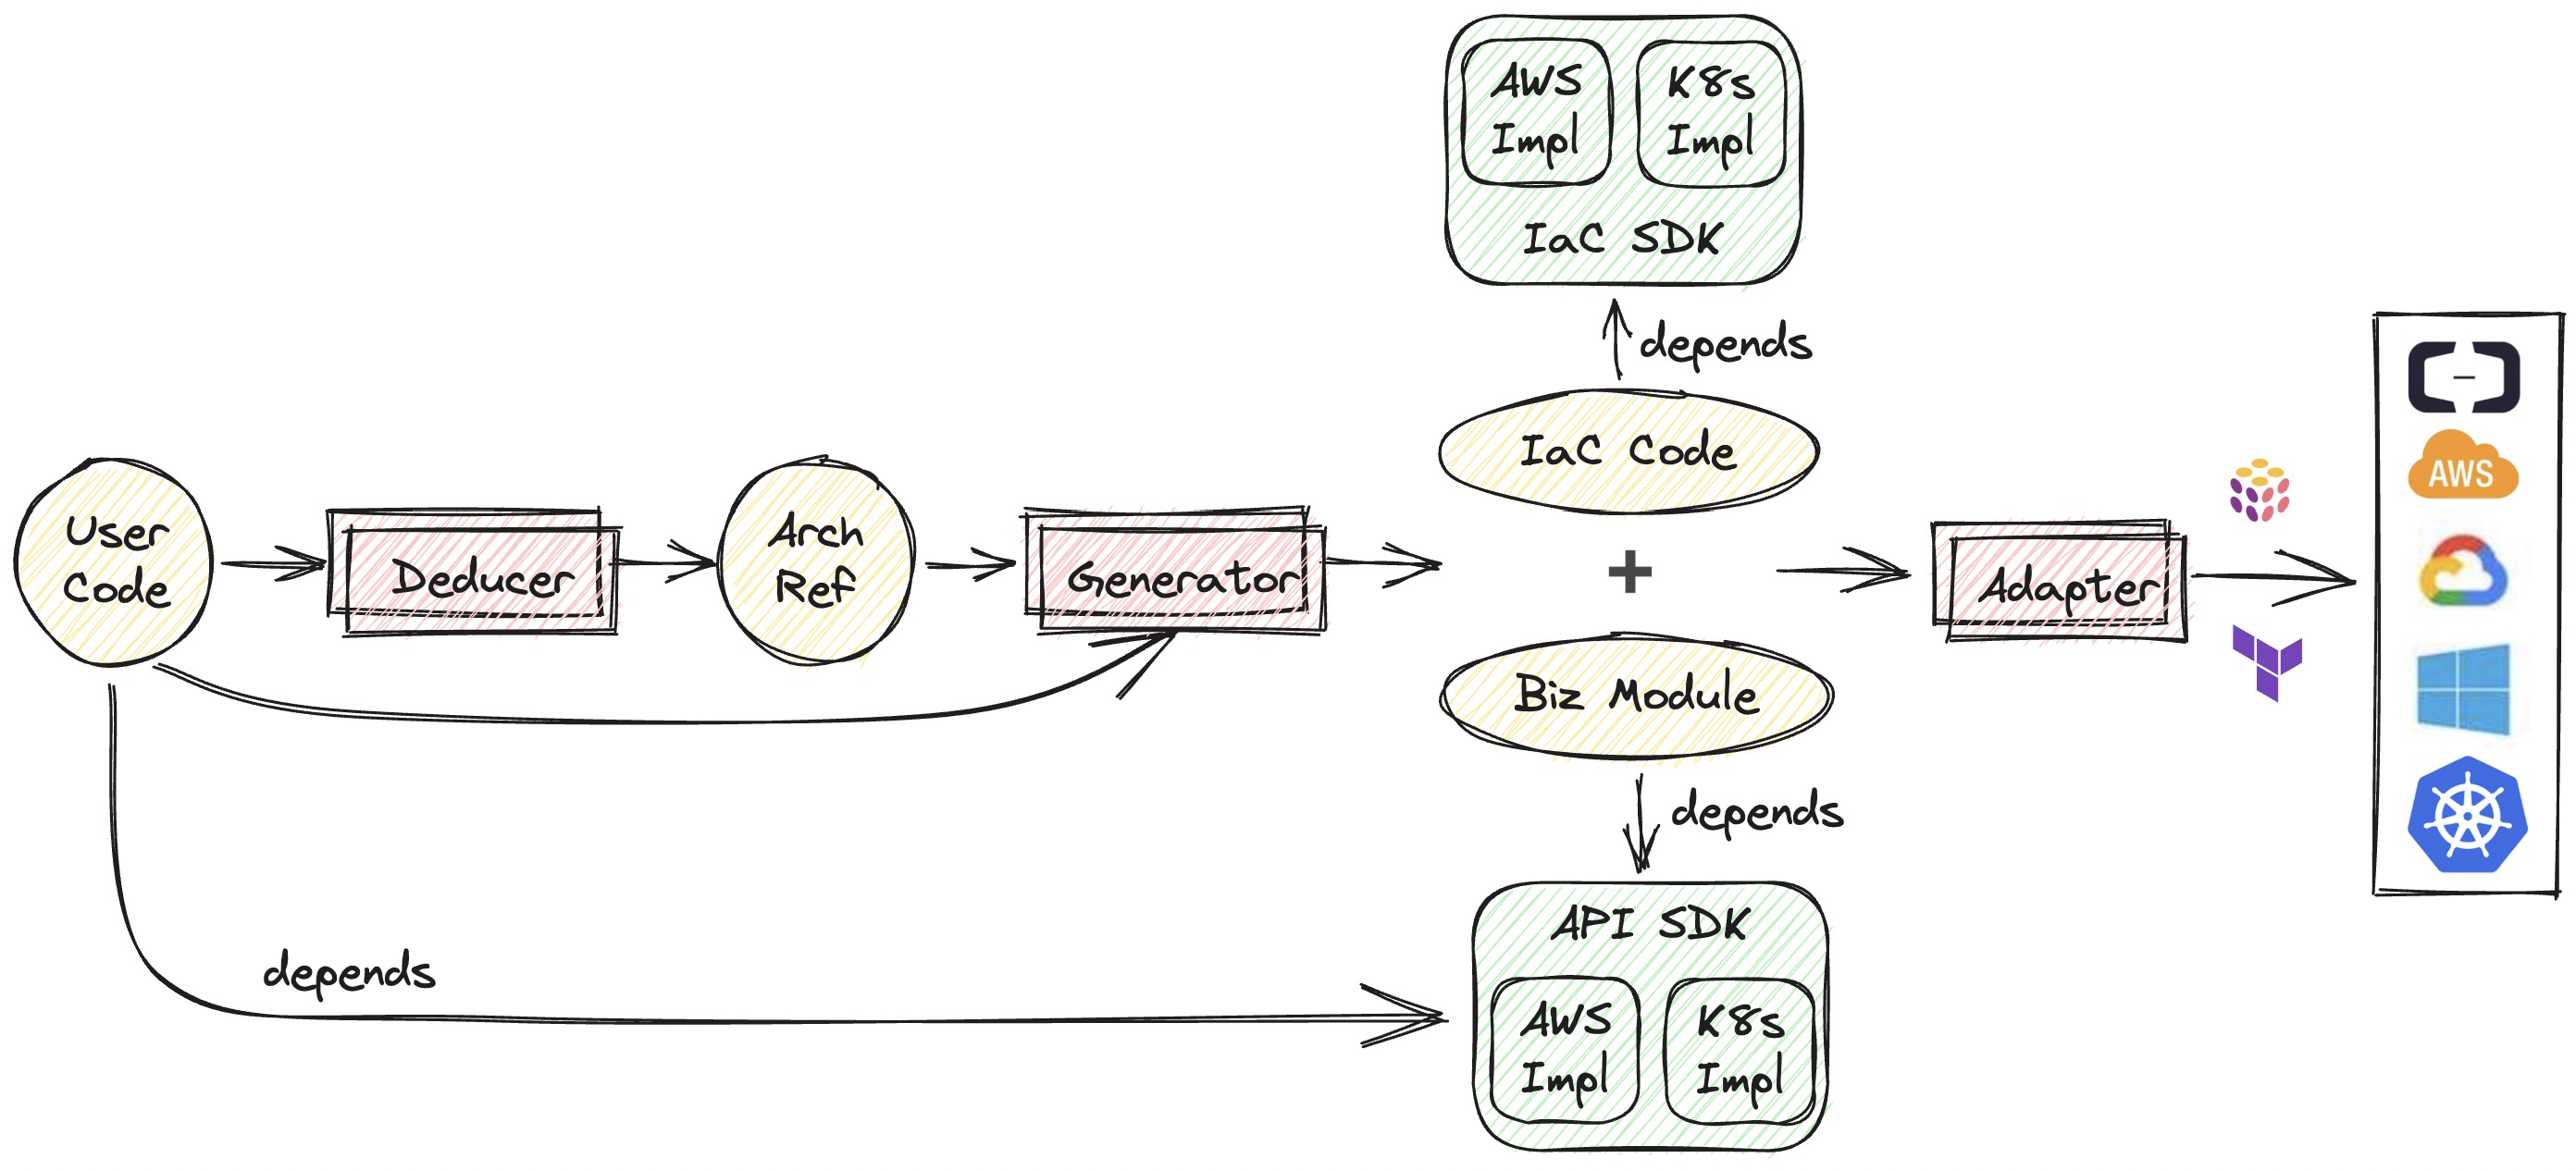 AWS
Impl
K8s
Impl
IaC SDK
depends
IaC Code
User
Code
Deducer
Arch
Ref
Generator
+
Adapter
AWS
Biz Module
depends
depends
API SDK
AWS
Impl
K8s
Impl